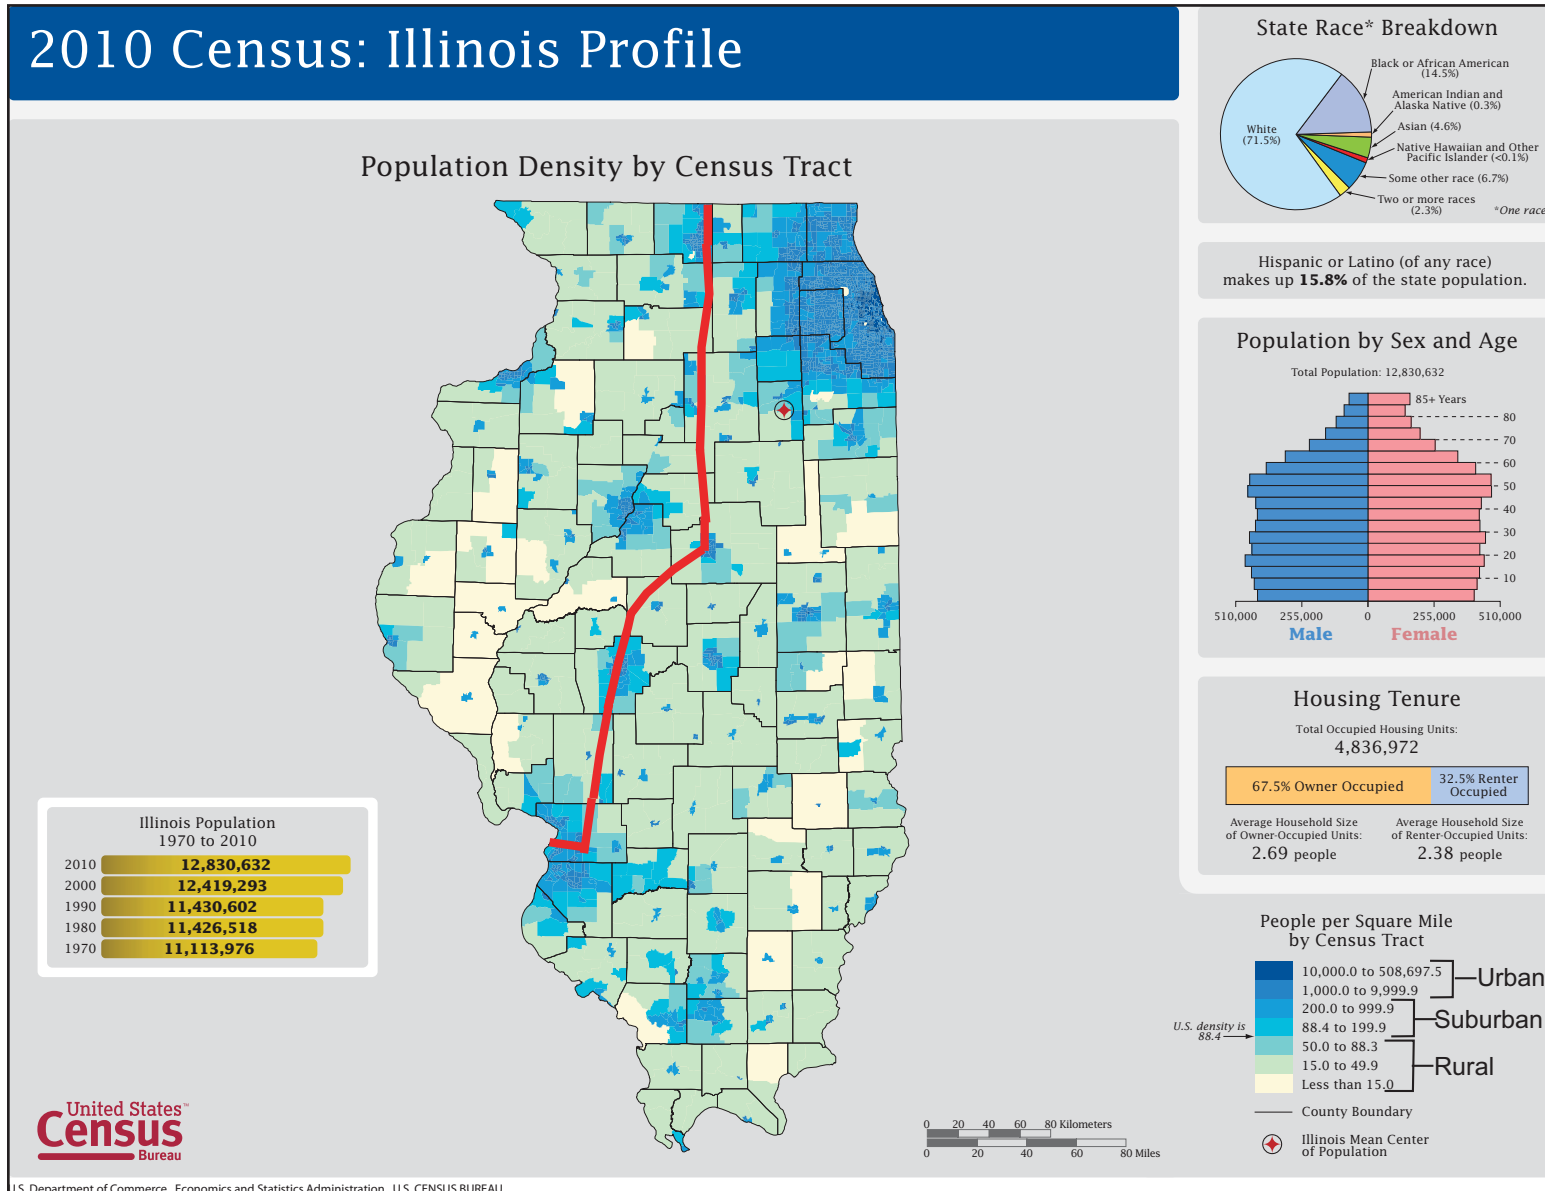 2010 Census: Illinois Profile
Population Density by Census Tract
Illinois Population
1970 to 2010
2010 12,830,632
2000 12,419,293
1990 11,430,602
1980 11,426,518
1970 11,113,976
United States™
Census
Bureau
U.S. Department of Commerce Economics and Statistics Administration U.S. CENSUS BUREAU
0 20 40 60 80 Kilometers
0 20 40 60 80 Miles
State Race* Breakdown
Black or African American
(14.5%)
American Indian and
Alaska Native (0.3%)
Asian (4.6%)
Native Hawaiian and Other
Pacific Islander (<0.1%)
Some other race (6.7%)
Two or more races
(2.3%)
White
(71.5%)
*One race
Hispanic or Latino (of any race)
makes up 15.8% of the state population.
Population by Sex and Age
Total Population: 12,830,632
85+ Years
80
70
60
50
40
30
20
10
510,000 255,000 0 255,000 510,000
Male Female
Housing Tenure
Total Occupied Housing Units:
4,836,972
67.5% Owner Occupied
32.5% Renter
Occupied
Average Household Size
of Owner-Occupied Units:
2.69 people
Average Household Size
of Renter-Occupied Units:
2.38 people
People per Square Mile
by Census Tract
10,000.0 to 508,697.5
1,000.0 to 9,999.9
Urban
200.0 to 999.9
88.4 to 199.9
Suburban
U.S. density is
88.4
50.0 to 88.3
15.0 to 49.9
Less than 15.0
Rural
County Boundary
Illinois Mean Center
of Population